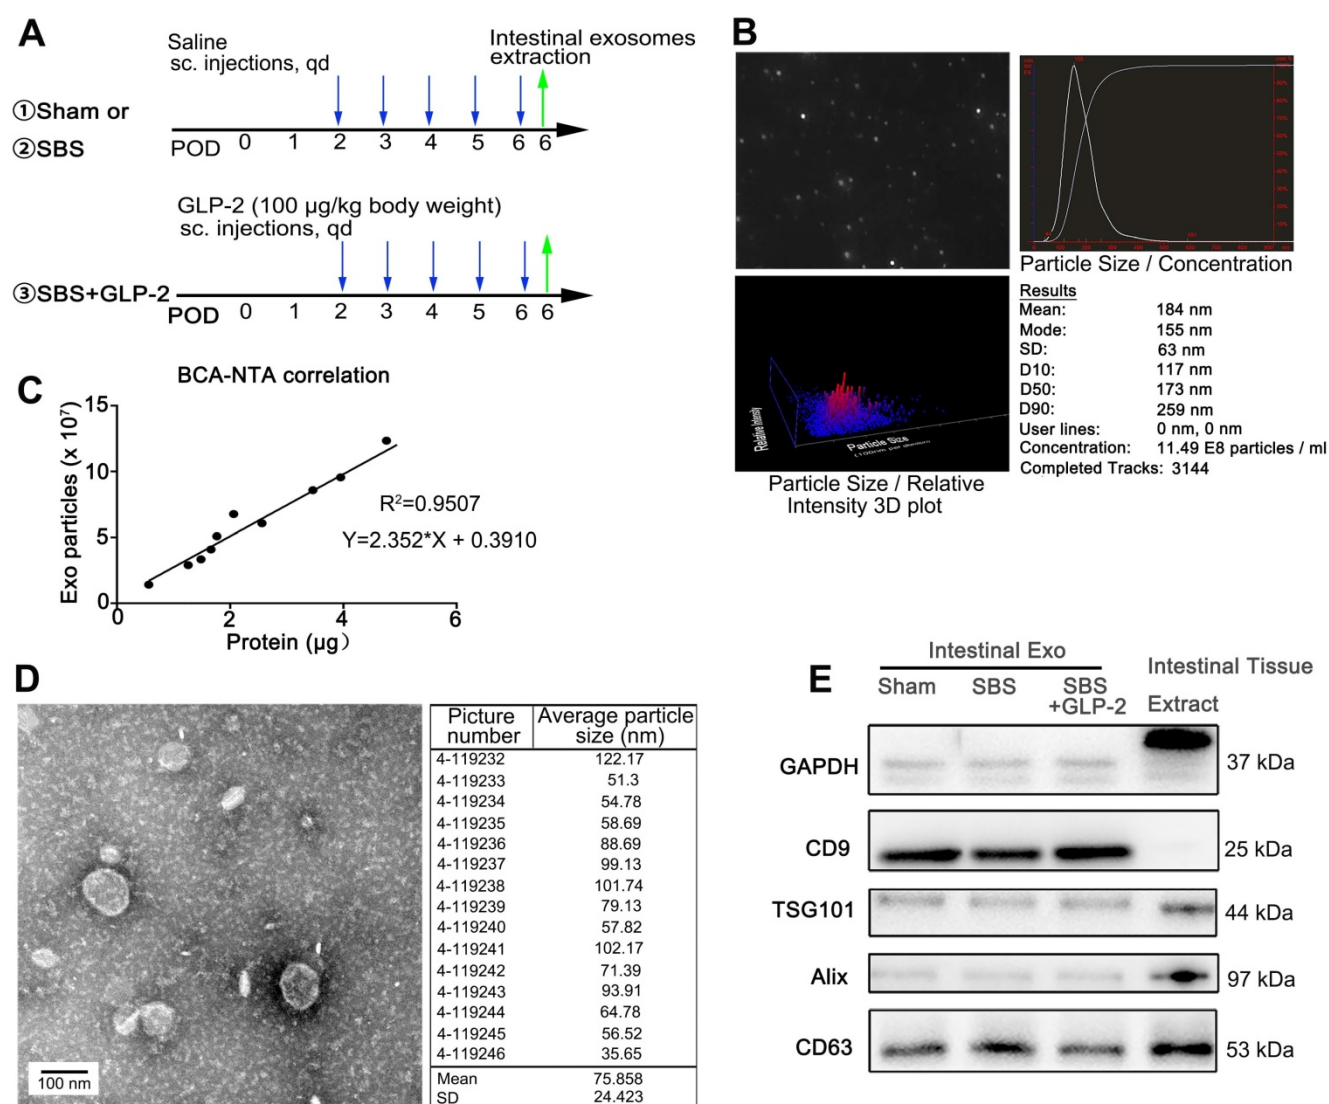 A
Saline
sc. injections, qd
Intestinal exosomes
extraction
①Sham or
②SBS
POD 0 1 2 3 4 5 6 6
GLP-2 (100 µg/kg body weight)
sc. injections, qd
③SBS+GLP-2
POD 0 1 2 3 4 5 6 6
B
Particle Size / Concentration
Relative Intensity
Particle Size
Particle Size / Relative
Intensity 3D plot
Results
Mean: 184 nm
Mode: 155 nm
SD: 63 nm
D10: 117 nm
D50: 173 nm
D90: 259 nm
User lines: 0 nm, 0 nm
Concentration: 11.49 E8 particles / ml
Completed Tracks: 3144
C
BCA-NTA correlation
Exo particles (x 10⁷)
15
10
5
0
R²=0.9507
Y=2.352*X + 0.3910
0 2 4 6
Protein (µg)
D
100 nm
Picture number Average particle size (nm)
4-119232 122.17
4-119233 51.3
4-119234 54.78
4-119235 58.69
4-119236 88.69
4-119237 99.13
4-119238 101.74
4-119239 79.13
4-119240 57.82
4-119241 102.17
4-119242 71.39
4-119243 93.91
4-119244 64.78
4-119245 56.52
4-119246 35.65
Mean 75.858
SD 24.423
E
Intestinal Exo
Intestinal Tissue
Extract
Sham SBS SBS
+GLP-2
GAPDH 37 kDa
CD9 25 kDa
TSG101 44 kDa
Alix 97 kDa
CD63 53 kDa